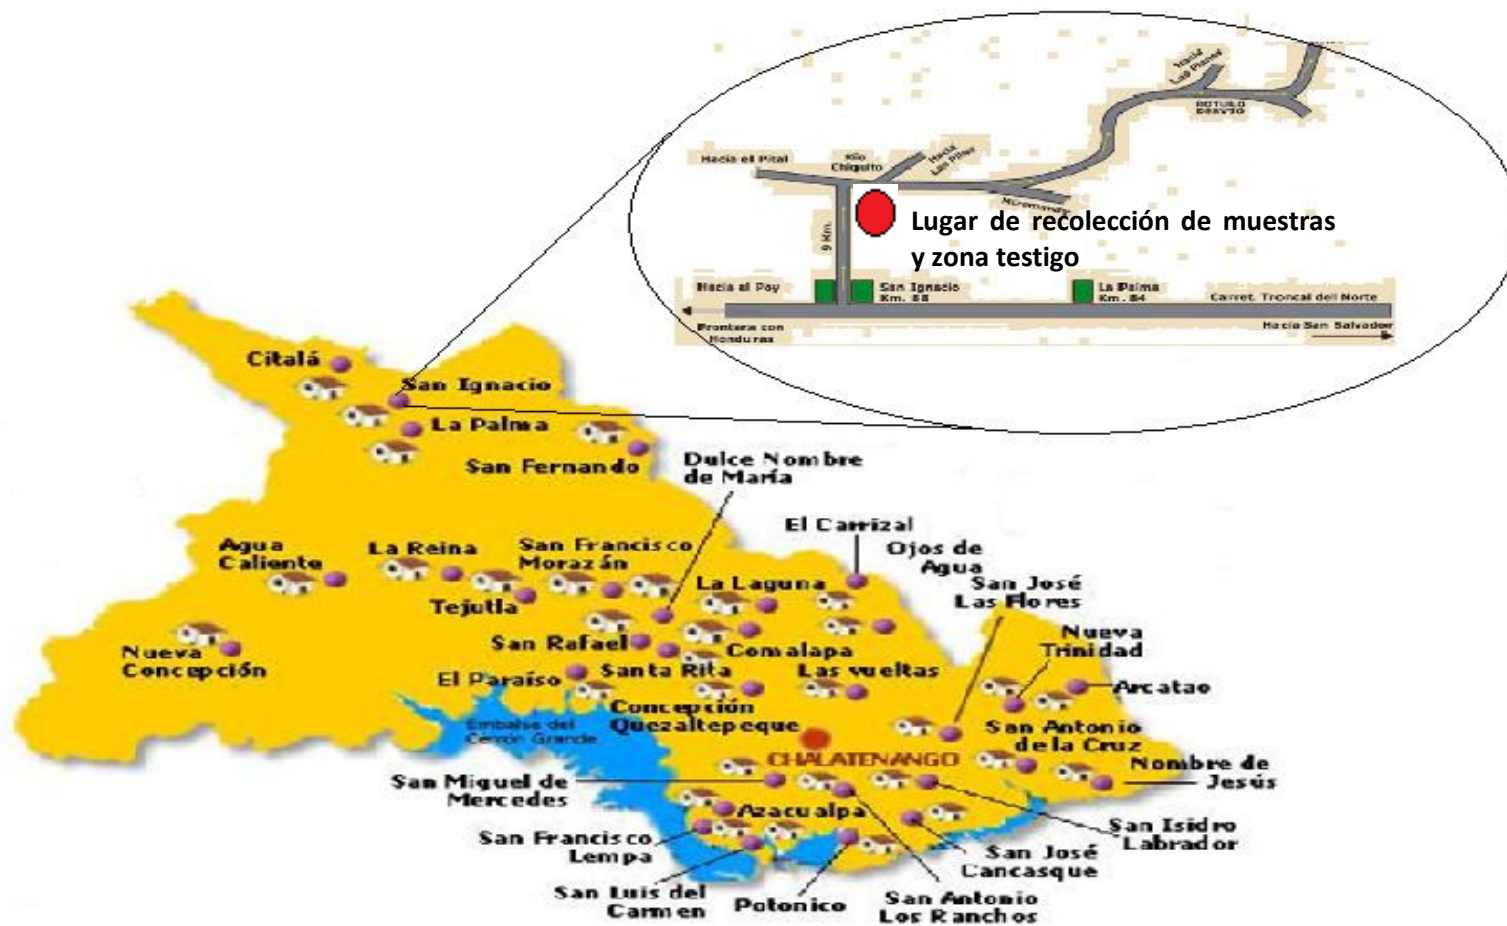 Hacia Las Planes
ROTULO
DESVIO
Hacia el Pital
Río
Chiquito
Hacia Las Pilas
Miramundo
9 Km.
Lugar de recolección de muestras
y zona testigo
Hacia al Poy
San Ignacio
Km. 88
La Palma
Km. 84
Carret. Troncal del Norte
Frontera con
Honduras
Hacia San Salvador
Citalá
San Ignacio
La Palma
San Fernando
Dulce Nombre
de María
El Carrizal
Ojos de
Agua
San José
Las Flores
Agua
Caliente
La Reina
San Francisco
Morazán
La Laguna
Tejutla
Nueva
Trinidad
Nueva
Concepción
San Rafael
Comalapa
El Paraíso
Santa Rita
Las vueltas
Arcatao
Concepción
Quezaltepeque
San Antonio
de la Cruz
Embalse del
Cerrón Grande
CHALATENANGO
Nombre de
Jesús
San Miguel de
Mercedes
Azacualpa
San Francisco
Lempa
San Isidro
Labrador
San José
Cancasque
San Luis del
Carmen
Potonico
San Antonio
Los Ranchos